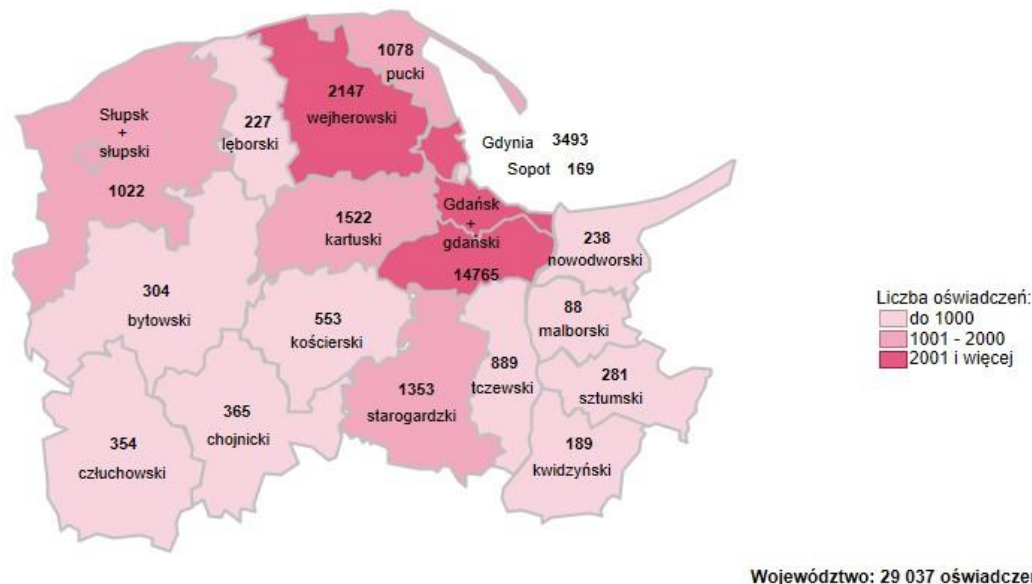 1078
pucki
2147
wejherowski
Słupsk
+
słupski
1022
227
lęborski
Gdynia 3493
Sopot 169
Gdańsk
+
gdański
14765
1522
kartuski
238
nowodworski
304
bytowski
553
kościerski
88
malborski
889
tczewski
281
sztumski
1353
starogardzki
365
chojnicki
354
człuchowski
189
kwidzyński
Liczba oświadczeń:
do 1000
1001 - 2000
2001 i więcej
Województwo: 29 037 oświadczeń